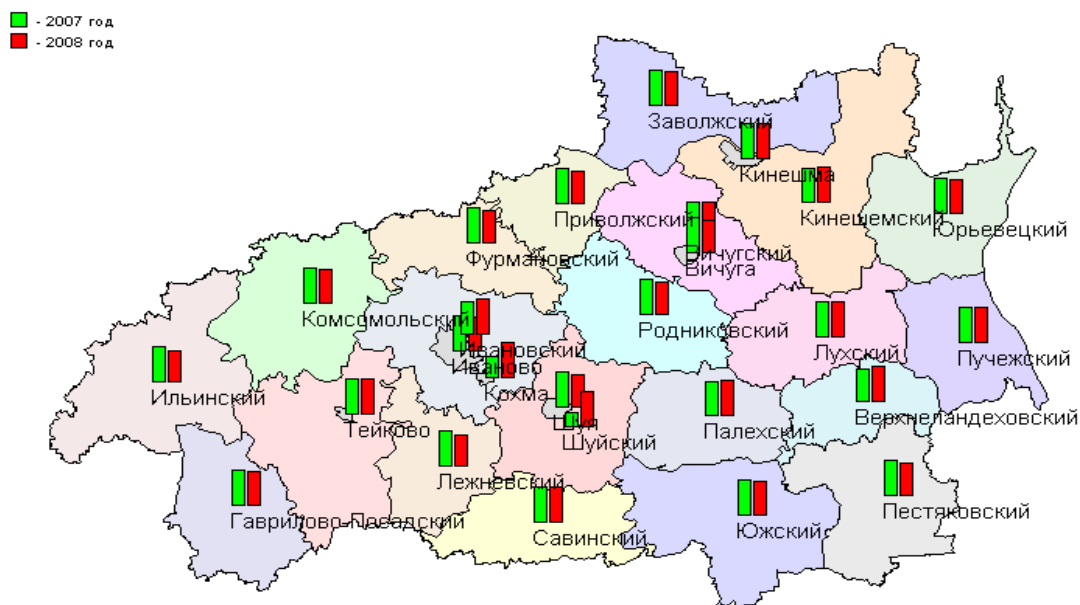 - 2007 год
- 2008 год
Заволжский
Кинешма
Приволжский
Кинешемский
Юрьевецкий
Фурмановский
Вичугский
Вичуга
Комсомольский
Родниковский
Лухский
Пучежский
Ивановский
Иваново
Ильинский
Кохма
Тейково
Шуя
Шуйский
Палехский
Верхнеландеховский
Лежневский
Гаврилово-Посадский
Савинский
Южский
Пестяковский